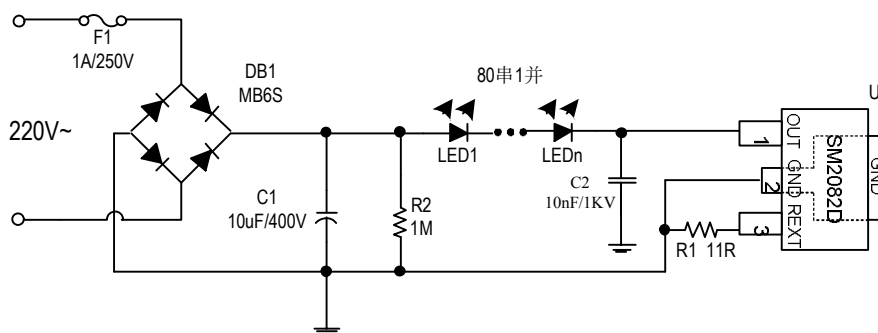 F1
1A/250V
220V~
DB1
MB6S
C1
10uF/400V
R2
1M
80串1并
LED1
LEDn
C2
10nF/1KV
R1 11R
U
OUT
1
GND
2
REXT
3
SM2082D
GND